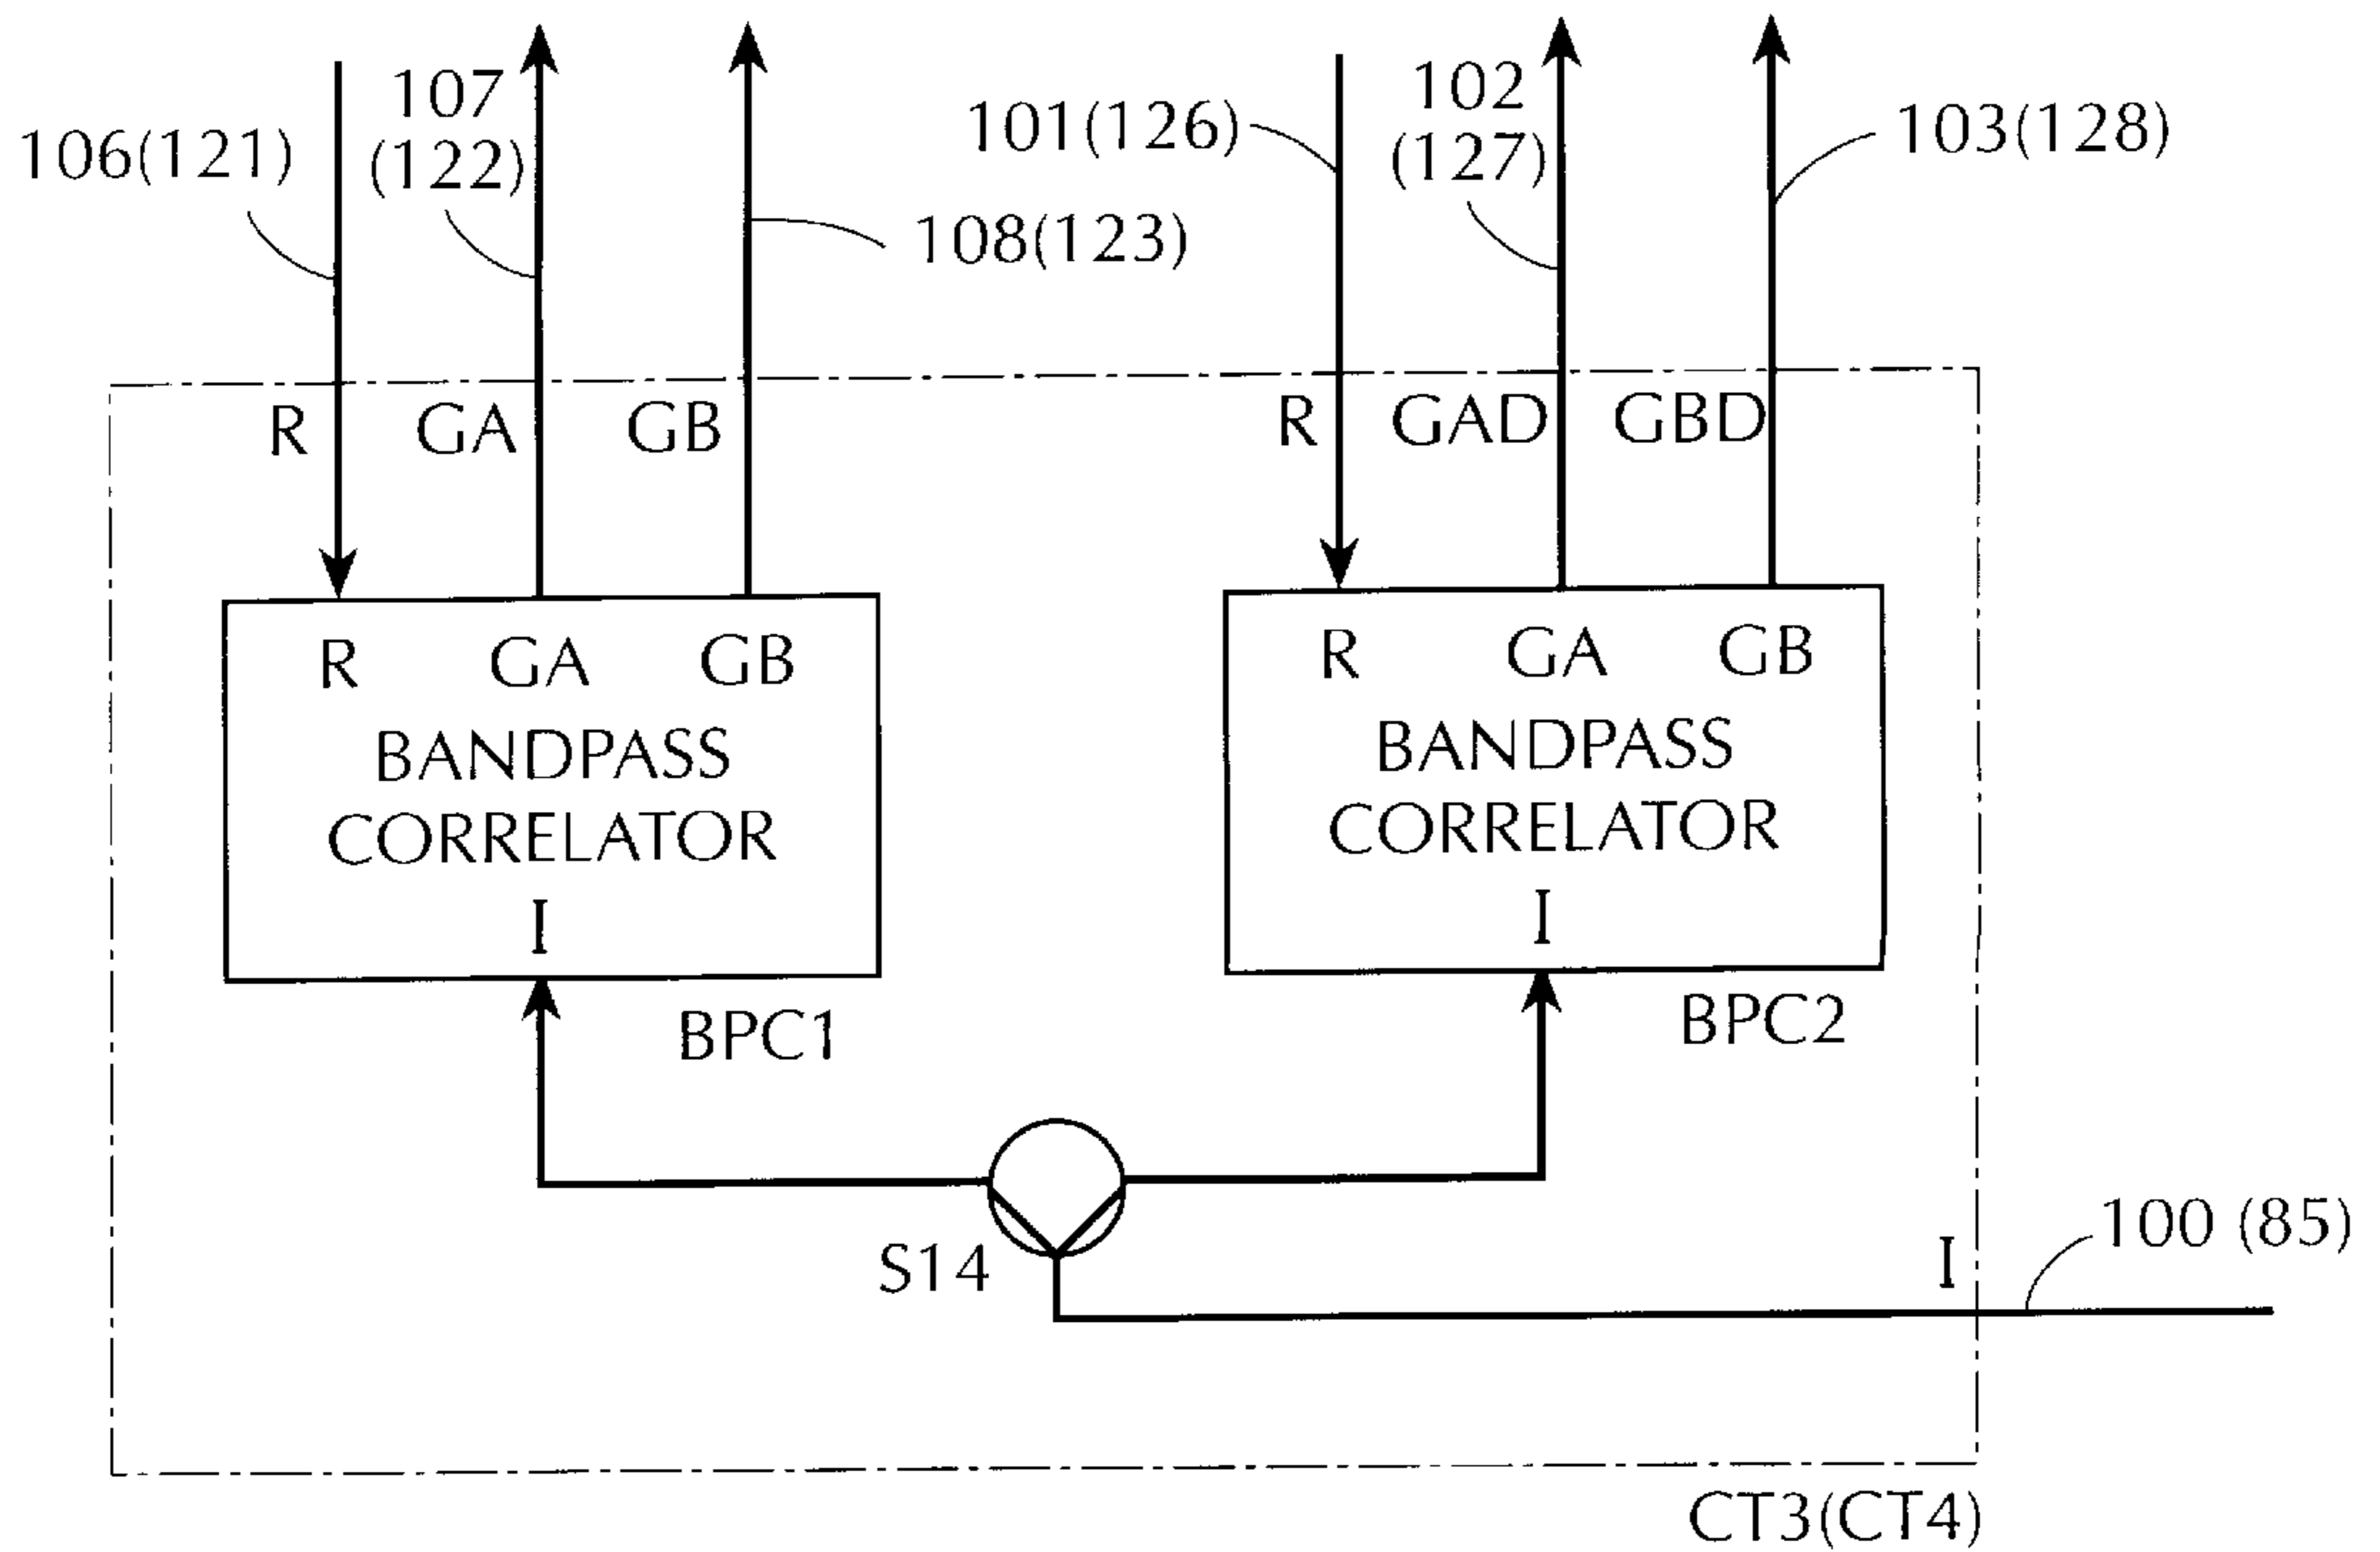 107
(122)
106(121)
108(123)
102
(127)
101(126)
103(128)
R GA GB
R GAD GBD
R GA GB
BANDPASS
CORRELATOR
I
BPC1
R GA GB
BANDPASS
CORRELATOR
I
BPC2
S14
I
100 (85)
CT3(CT4)